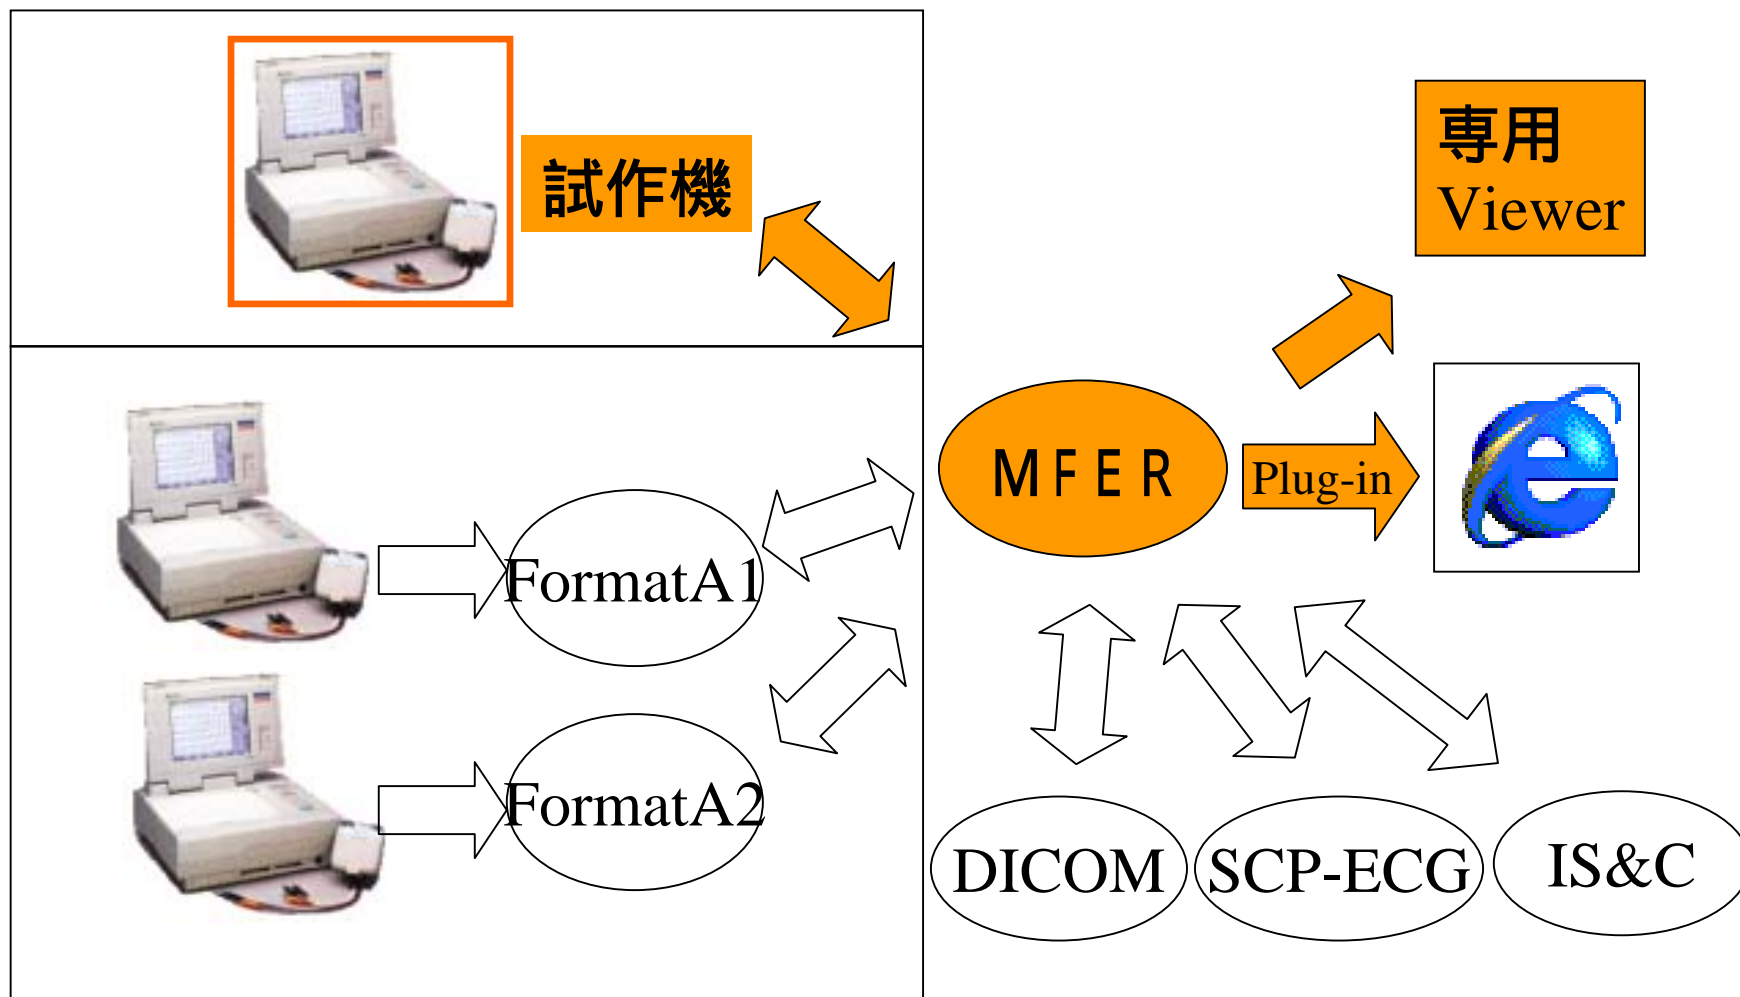 試作機
専用
Viewer
ＭＦＥＲ
Plug-in
FormatA1
FormatA2
DICOM
SCP-ECG
IS&C